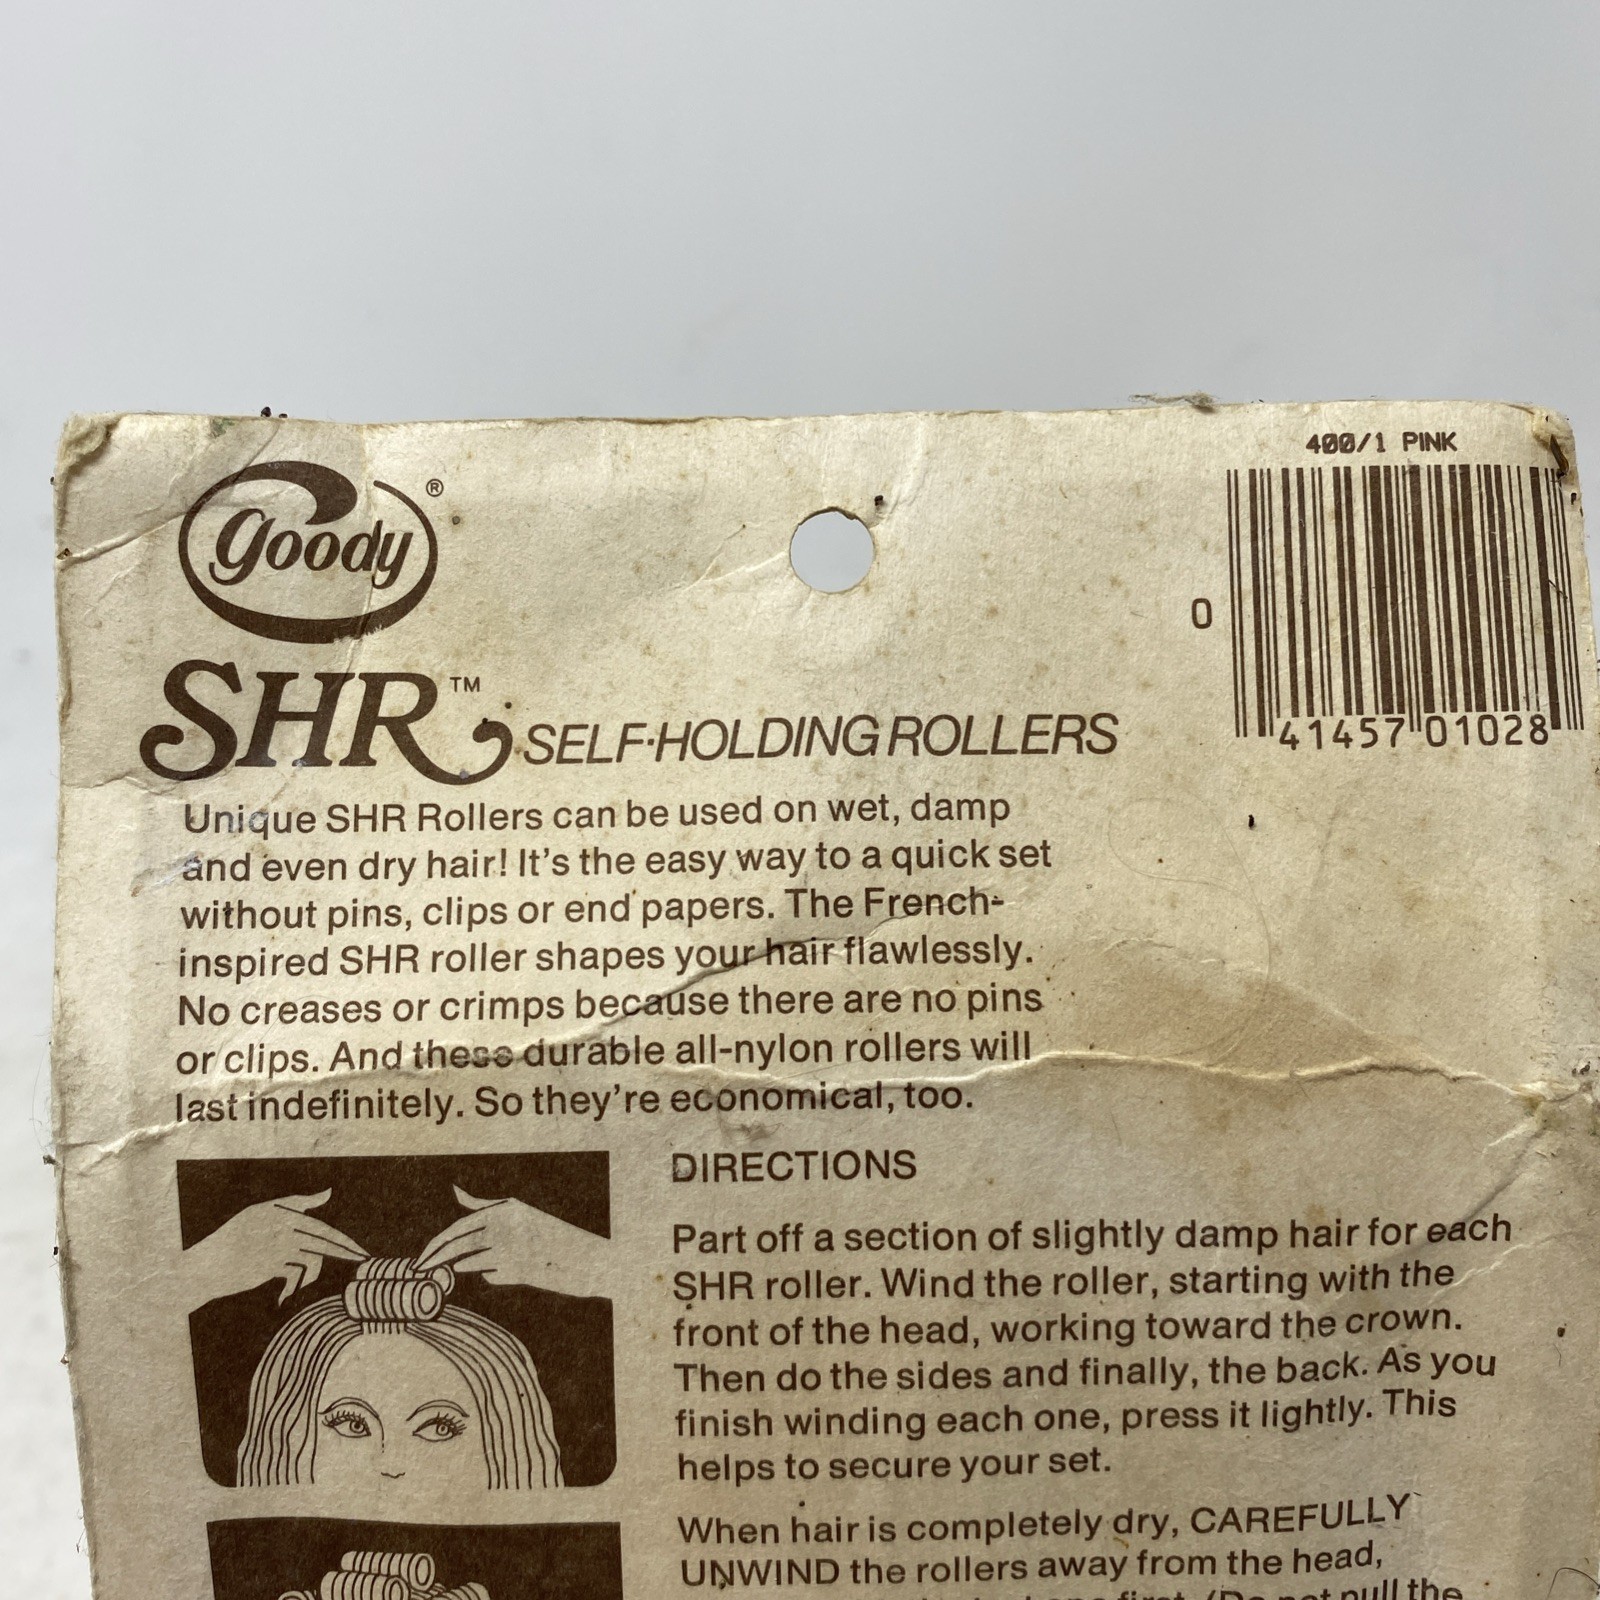 400/1 PINK
goody®
0
41457 01028
SHR™ SELF-HOLDING ROLLERS
Unique SHR Rollers can be used on wet, damp
and even dry hair! It's the easy way to a quick set
without pins, clips or end papers. The French-
inspired SHR roller shapes your hair flawlessly.
No creases or crimps because there are no pins
or clips. And these durable all-nylon rollers will
last indefinitely. So they're economical, too.
DIRECTIONS
Part off a section of slightly damp hair for each
SHR roller. Wind the roller, starting with the
front of the head, working toward the crown.
Then do the sides and finally, the back. As you
finish winding each one, press it lightly. This
helps to secure your set.
When hair is completely dry, CAREFULLY
UNWIND the rollers away from the head,
first. (Do not pull the